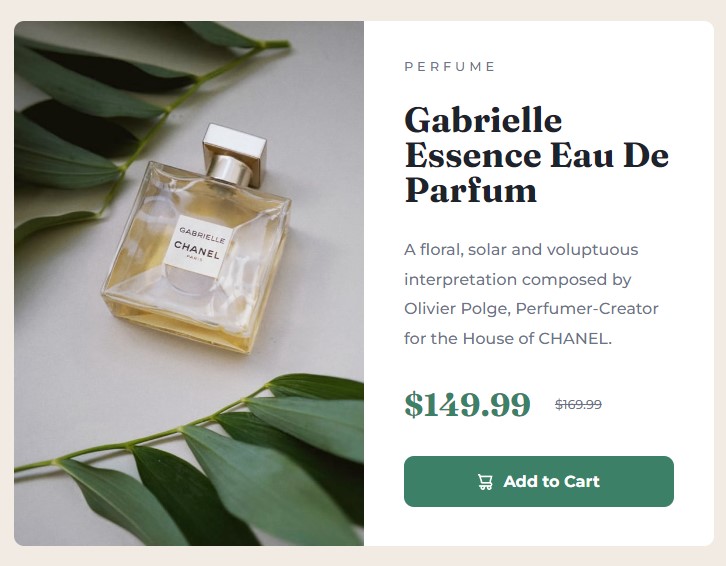 GABRIELLE
CHANEL
PARIS
PERFUME
Gabrielle
Essence Eau De
Parfum
A floral, solar and voluptuous
interpretation composed by
Olivier Polge, Perfumer-Creator
for the House of CHANEL.
$149.99 $169.99
Add to Cart